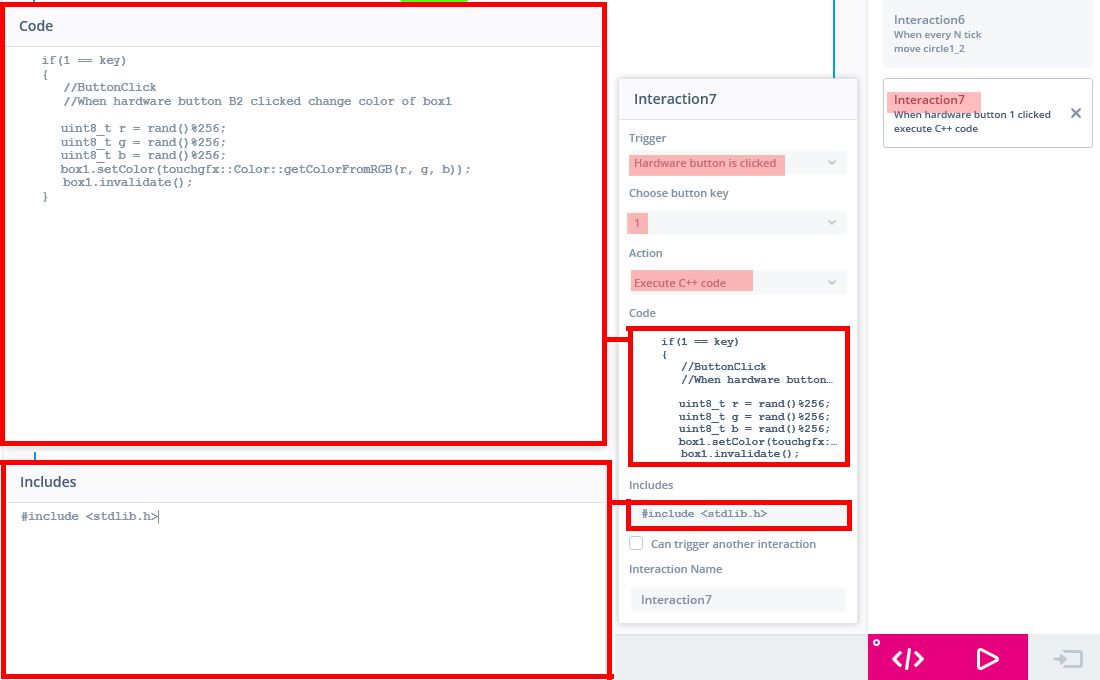 Code
if(1 == key)
{
//ButtonClick
//When hardware button B2 clicked change color of box1
uint8_t r = rand()%256;
uint8_t g = rand()%256;
uint8_t b = rand()%256;
box1.setColor(touchgfx::Color::getColorFromRGB(r, g, b));
box1.invalidate();
}
Includes
#include <stdlib.h>
Interaction7
Trigger
Hardware button is clicked
Choose button key
1
Action
Execute C++ code
Code
if(1 == key)
{
//ButtonClick
//When hardware button…
uint8_t r = rand()%256;
uint8_t g = rand()%256;
uint8_t b = rand()%256;
box1.setColor(touchgfx:…
box1.invalidate();
Includes
#include <stdlib.h>
Can trigger another interaction
Interaction Name
Interaction7
Interaction6
When every N tick
move circle1_2
Interaction7
When hardware button 1 clicked
execute C++ code